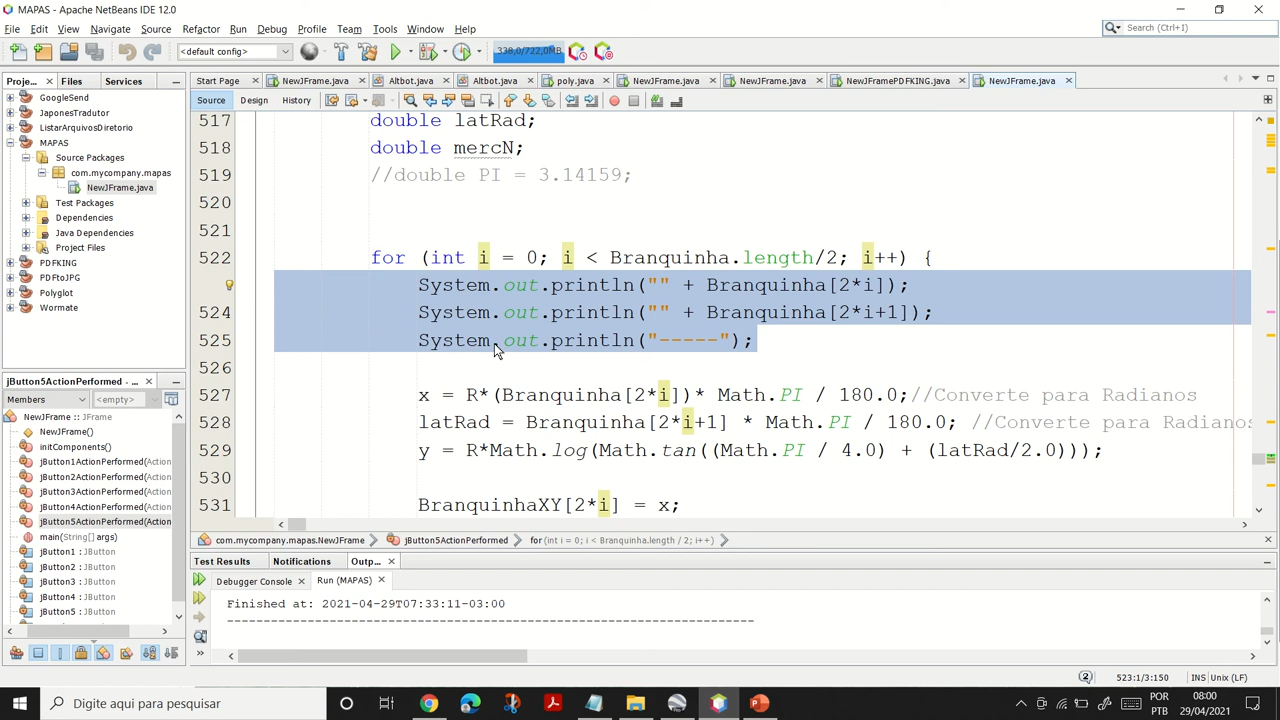 MAPAS - Apache NetBeans IDE 12.0
File Edit View Navigate Source Refactor Run Debug Profile Team Tools Window Help
Search (Ctrl+I)
<default config>
338,0/722,0MB
Proje... Files Services
Start Page NewJFrame.java Altbot.java Altbot.java poly.java NewJFrame.java NewJFrame.java NewJFramePDFKING.java NewJFrame.java
Source Design History
GoogleSend
JaponesTradutor
ListarArquivosDiretorio
MAPAS
Source Packages
com.mycompany.mapas
NewJFrame.java
Test Packages
Dependencies
Java Dependencies
Project Files
PDFKING
PDFtoJPG
Polyglot
Wormate
517 double latRad;
518 double mercN;
519 //double PI = 3.14159;
520
521
522 for (int i = 0; i < Branquinha.length/2; i++) {
System.out.println("" + Branquinha[2*i]);
524 System.out.println("" + Branquinha[2*i+1]);
525 System.out.println("-----");
526
527 x = R*(Branquinha[2*i])* Math.PI / 180.0;//Converte para Radianos
528 latRad = Branquinha[2*i+1] * Math.PI / 180.0; //Converte para Radianos
529 y = R*Math.log(Math.tan((Math.PI / 4.0) + (latRad/2.0)));
530
531 BranquinhaXY[2*i] = x;
jButton5ActionPerformed - ...
Members <empty>
NewJFrame :: JFrame
NewJFrame()
initComponents()
jButton1ActionPerformed(Action
jButton2ActionPerformed(Action
jButton3ActionPerformed(Action
jButton4ActionPerformed(Action
jButton5ActionPerformed(Action
main(String[] args)
jButton1 : JButton
jButton2 : JButton
jButton3 : JButton
jButton4 : JButton
jButton5 : JButton
com.mycompany.mapas.NewJFrame jButton5ActionPerformed for (int i = 0; i < Branquinha.length / 2; i++)
Test Results Notifications Outp...
Debugger Console Run (MAPAS)
Finished at: 2021-04-29T07:33:11-03:00
------------------------------------------------------------------------
2 523:1/3:150 INS Unix (LF)
Digite aqui para pesquisar
POR
PTB
08:00
29/04/2021